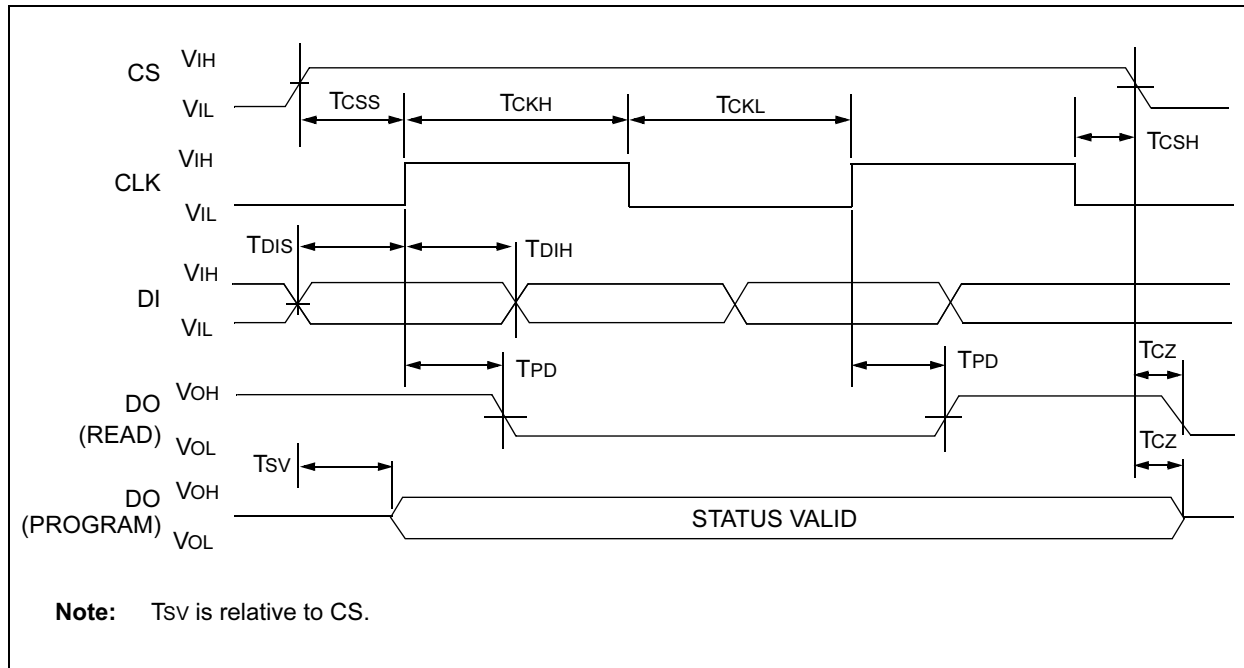 CS
VIH
VIL
TCSS
TCKH
TCKL
TCSH
CLK
VIH
VIL
TDIS
TDIH
DI
VIH
VIL
TPD
TPD
TCZ
DO
(READ)
VOH
VOL
TSV
TCZ
DO
(PROGRAM)
VOH
VOL
STATUS VALID
Note: TSV is relative to CS.